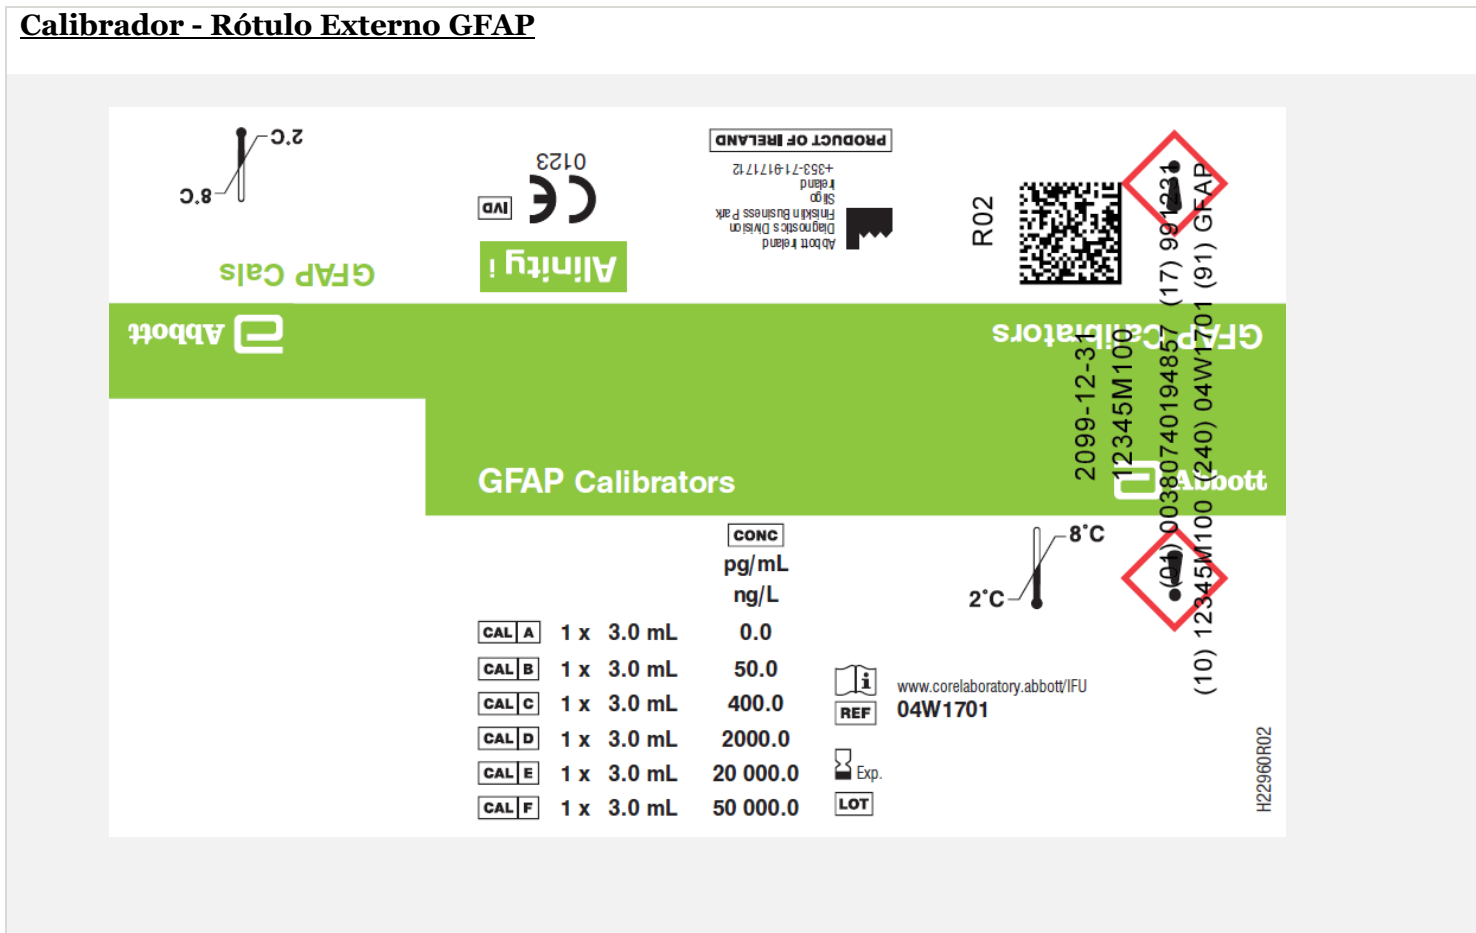 Calibrador - Rótulo Externo GFAP
2°C
8°C
GFAP Cals
0123
CE
IVD
Alinity i
PRODUCT OF IRELAND
+353-71-9171712
Ireland
Sligo
Finisklin Business Park
Diagnostics Division
Abbott Ireland
R02
Abbott
GFAP Calibrators
2099-12-31
12345M100
(01) 00380740194857 (17) 991231
(10) 12345M100 (240) 04W1701 (91) GFAP
GFAP Calibrators
Abbott
CONC
pg/mL
ng/L
8°C
2°C
CAL A 1 x 3.0 mL 0.0
CAL B 1 x 3.0 mL 50.0
CAL C 1 x 3.0 mL 400.0
CAL D 1 x 3.0 mL 2000.0
CAL E 1 x 3.0 mL 20 000.0
CAL F 1 x 3.0 mL 50 000.0
www.corelaboratory.abbott/IFU
REF 04W1701
Exp.
LOT
H22960R02